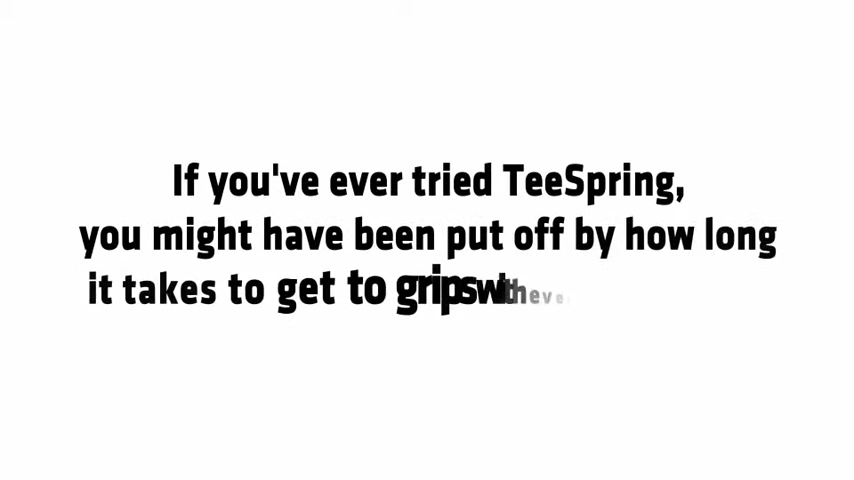 If you've ever tried TeeSpring,
you might have been put off by how long
it takes to get to grips with